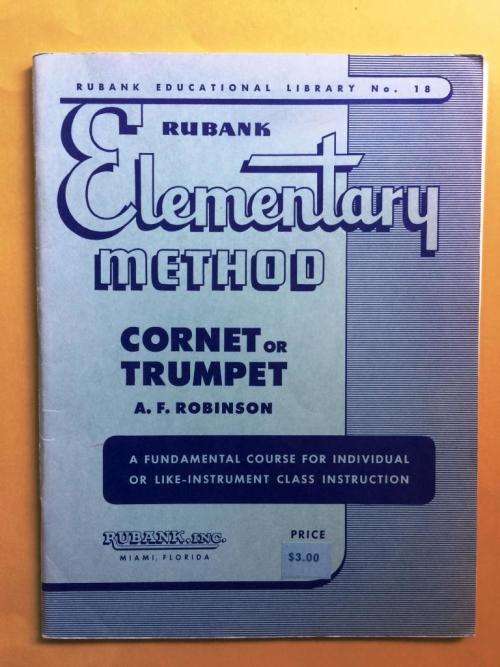 RUBANK EDUCATIONAL LIBRARY No. 18
RUBANK
Elementary
METHOD
CORNET OR
TRUMPET
A. F. ROBINSON
A FUNDAMENTAL COURSE FOR INDIVIDUAL
OR LIKE-INSTRUMENT CLASS INSTRUCTION
RUBANK, INC.
MIAMI, FLORIDA
PRICE
$3.00